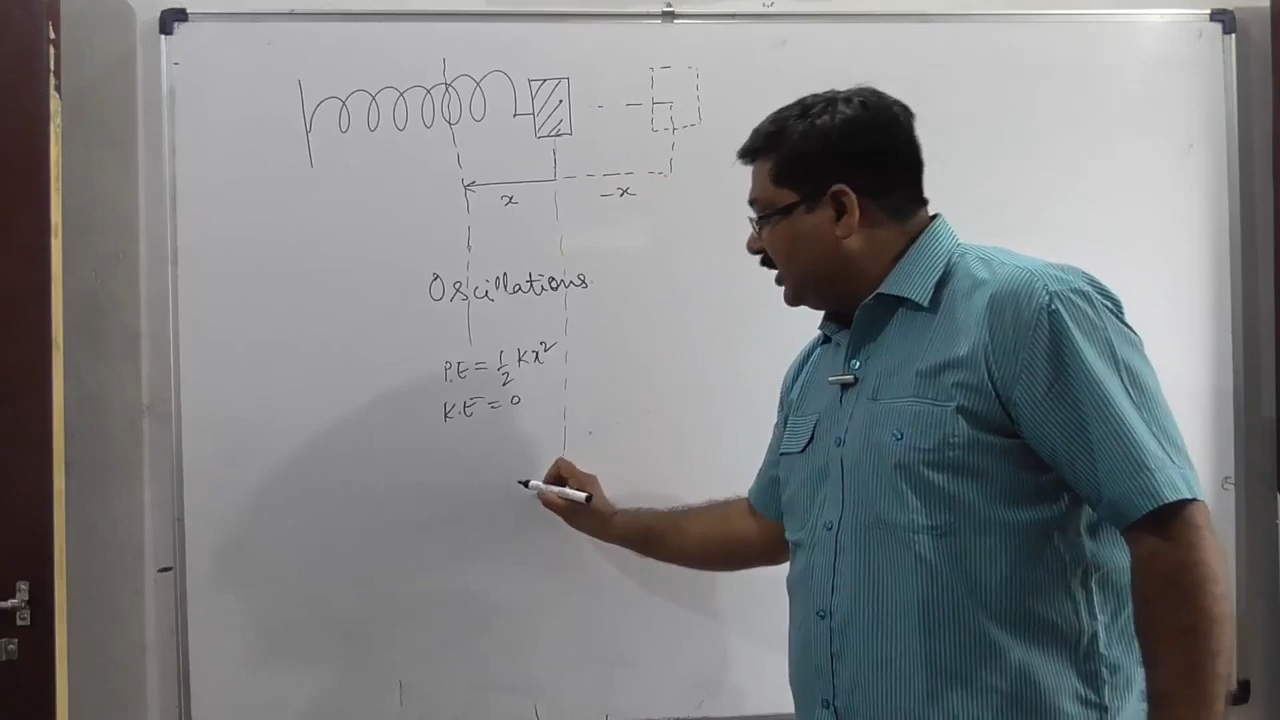 x
-x
Oscillations
P.E = 1/2 Kx²
K.E = 0